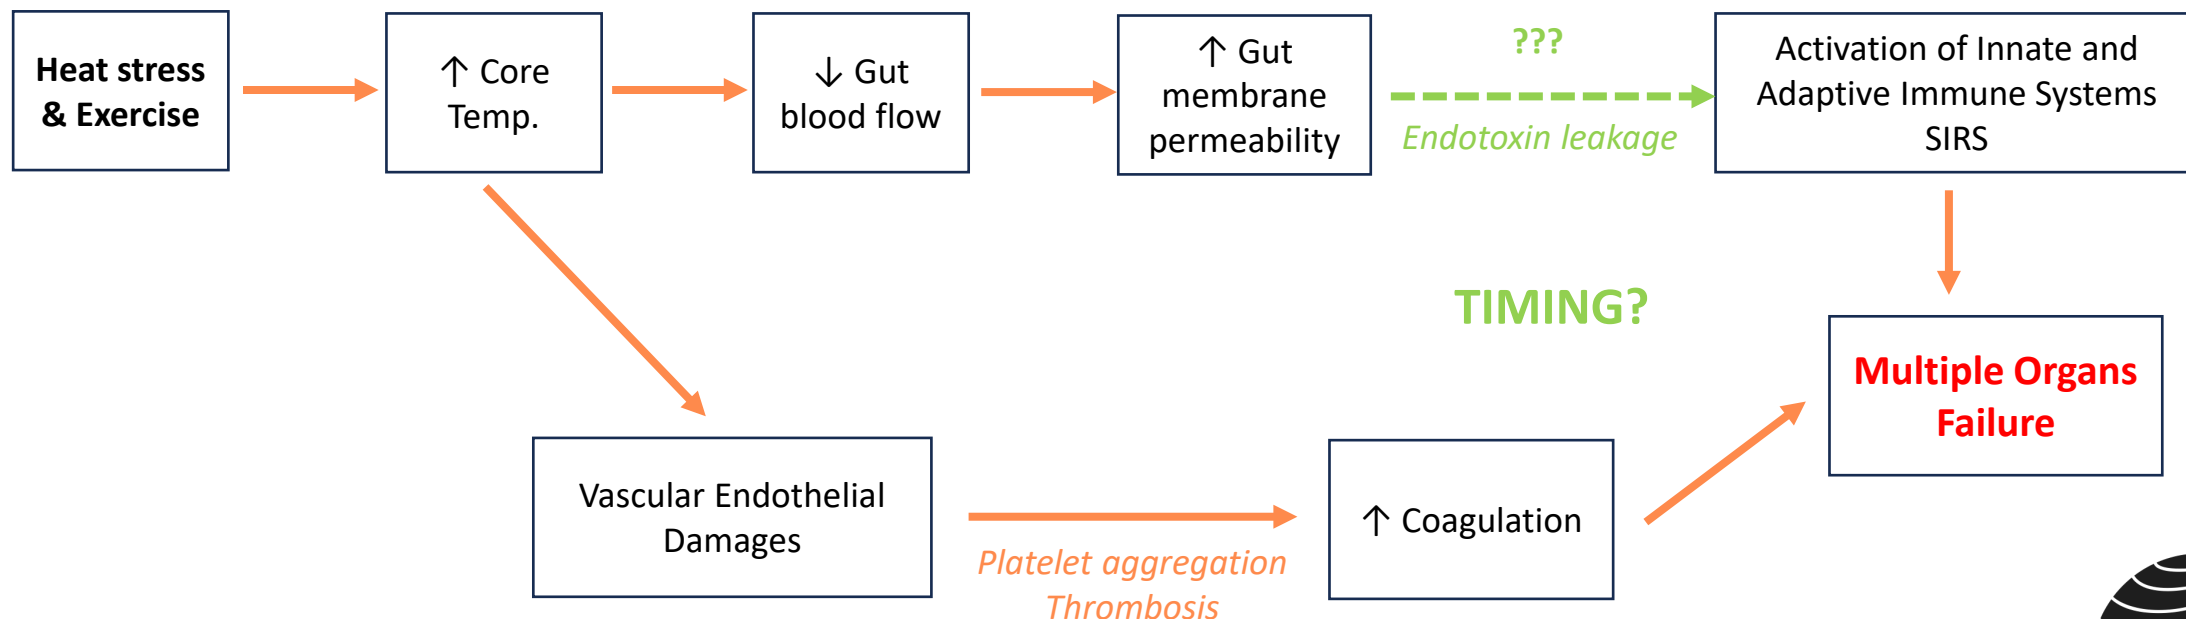 Heat stress
& Exercise
↑ Core
Temp.
↓ Gut
blood flow
↑ Gut
membrane
permeability
???
Endotoxin leakage
Activation of Innate and
Adaptive Immune Systems
SIRS
TIMING?
Multiple Organs
Failure
Vascular Endothelial
Damages
Platelet aggregation
Thrombosis
↑ Coagulation